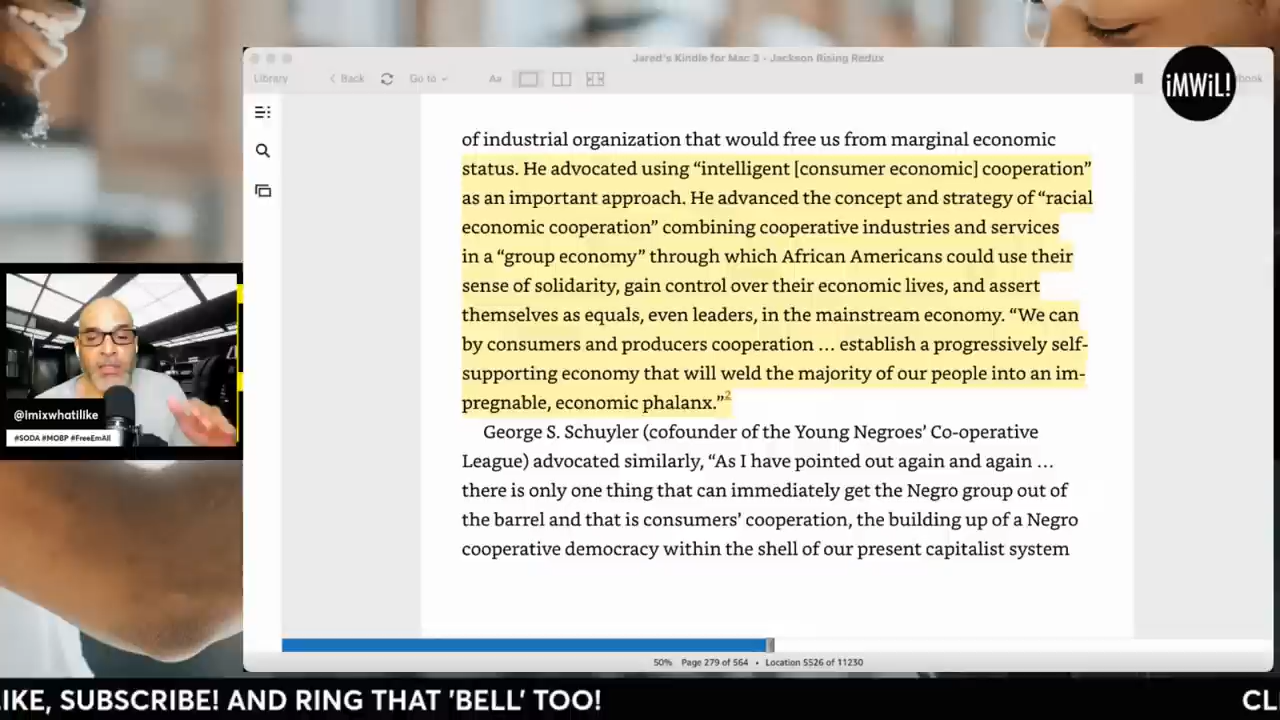 Jared's Kindle for Mac 3 - Jackson Rising Redux
Library
Back
Go to
Aa
iMWiL!
book
of industrial organization that would free us from marginal economic
status. He advocated using “intelligent [consumer economic] cooperation”
as an important approach. He advanced the concept and strategy of “racial
economic cooperation” combining cooperative industries and services
in a “group economy” through which African Americans could use their
sense of solidarity, gain control over their economic lives, and assert
themselves as equals, even leaders, in the mainstream economy. “We can
by consumers and producers cooperation … establish a progressively self-
supporting economy that will weld the majority of our people into an im-
pregnable, economic phalanx.”2
George S. Schuyler (cofounder of the Young Negroes’ Co-operative
League) advocated similarly, “As I have pointed out again and again …
there is only one thing that can immediately get the Negro group out of
the barrel and that is consumers’ cooperation, the building up of a Negro
cooperative democracy within the shell of our present capitalist system
@imixwhatilike
#SODA #MOBP #FreeEmAll
50% Page 279 of 564 • Location 5526 of 11230
LIKE, SUBSCRIBE! AND RING THAT 'BELL' TOO!
CL